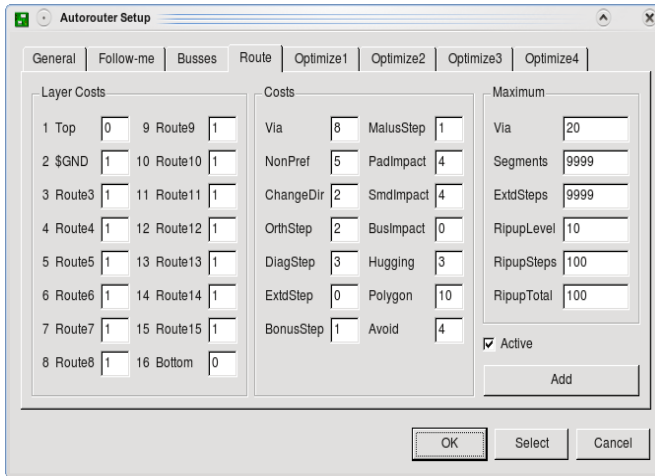 Autorouter Setup
General Follow-me Busses Route Optimize1 Optimize2 Optimize3 Optimize4
Layer Costs
1 Top 0 9 Route9 1
2 $GND 1 10 Route10 1
3 Route3 1 11 Route11 1
4 Route4 1 12 Route12 1
5 Route5 1 13 Route13 1
6 Route6 1 14 Route14 1
7 Route7 1 15 Route15 1
8 Route8 1 16 Bottom 0
Costs
Via 8 MalusStep 1
NonPref 5 PadImpact 4
ChangeDir 2 SmdImpact 4
OrthStep 2 BusImpact 0
DiagStep 3 Hugging 3
ExtdStep 0 Polygon 10
BonusStep 1 Avoid 4
Maximum
Via 20
Segments 9999
ExtdSteps 9999
RipupLevel 10
RipupSteps 100
RipupTotal 100
Active
Add
OK Select Cancel